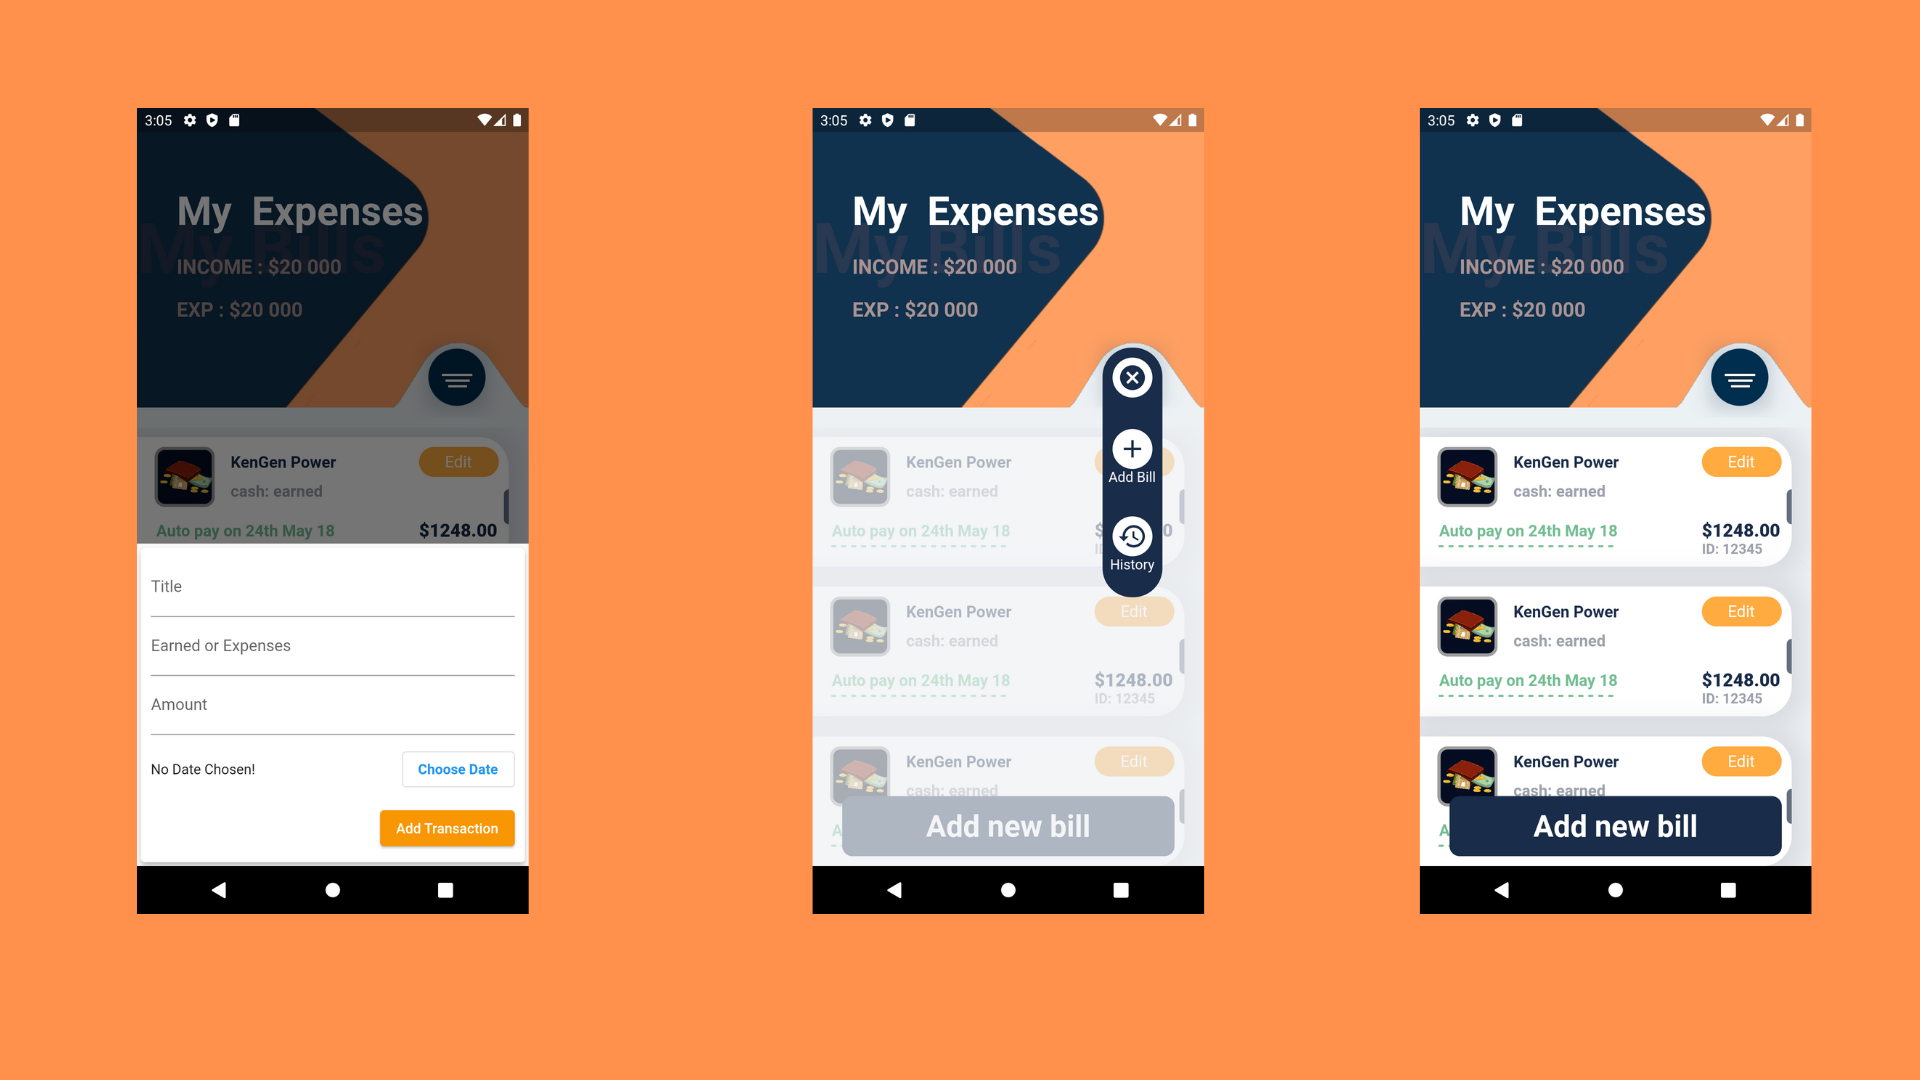 3:05
My Expenses
My Bills
INCOME : $20 000
EXP : $20 000
KenGen Power
Edit
cash: earned
Auto pay on 24th May 18
$1248.00
Title
Earned or Expenses
Amount
No Date Chosen!
Choose Date
Add Transaction
3:05
My Expenses
My Bills
INCOME : $20 000
EXP : $20 000
Add Bill
History
KenGen Power
cash: earned
Auto pay on 24th May 18
KenGen Power
Edit
cash: earned
Auto pay on 24th May 18
$1248.00
ID: 12345
KenGen Power
Edit
cash: earned
Add new bill
3:05
My Expenses
My Bills
INCOME : $20 000
EXP : $20 000
KenGen Power
Edit
cash: earned
Auto pay on 24th May 18
$1248.00
ID: 12345
KenGen Power
Edit
cash: earned
Auto pay on 24th May 18
$1248.00
ID: 12345
KenGen Power
Edit
cash: earned
Add new bill